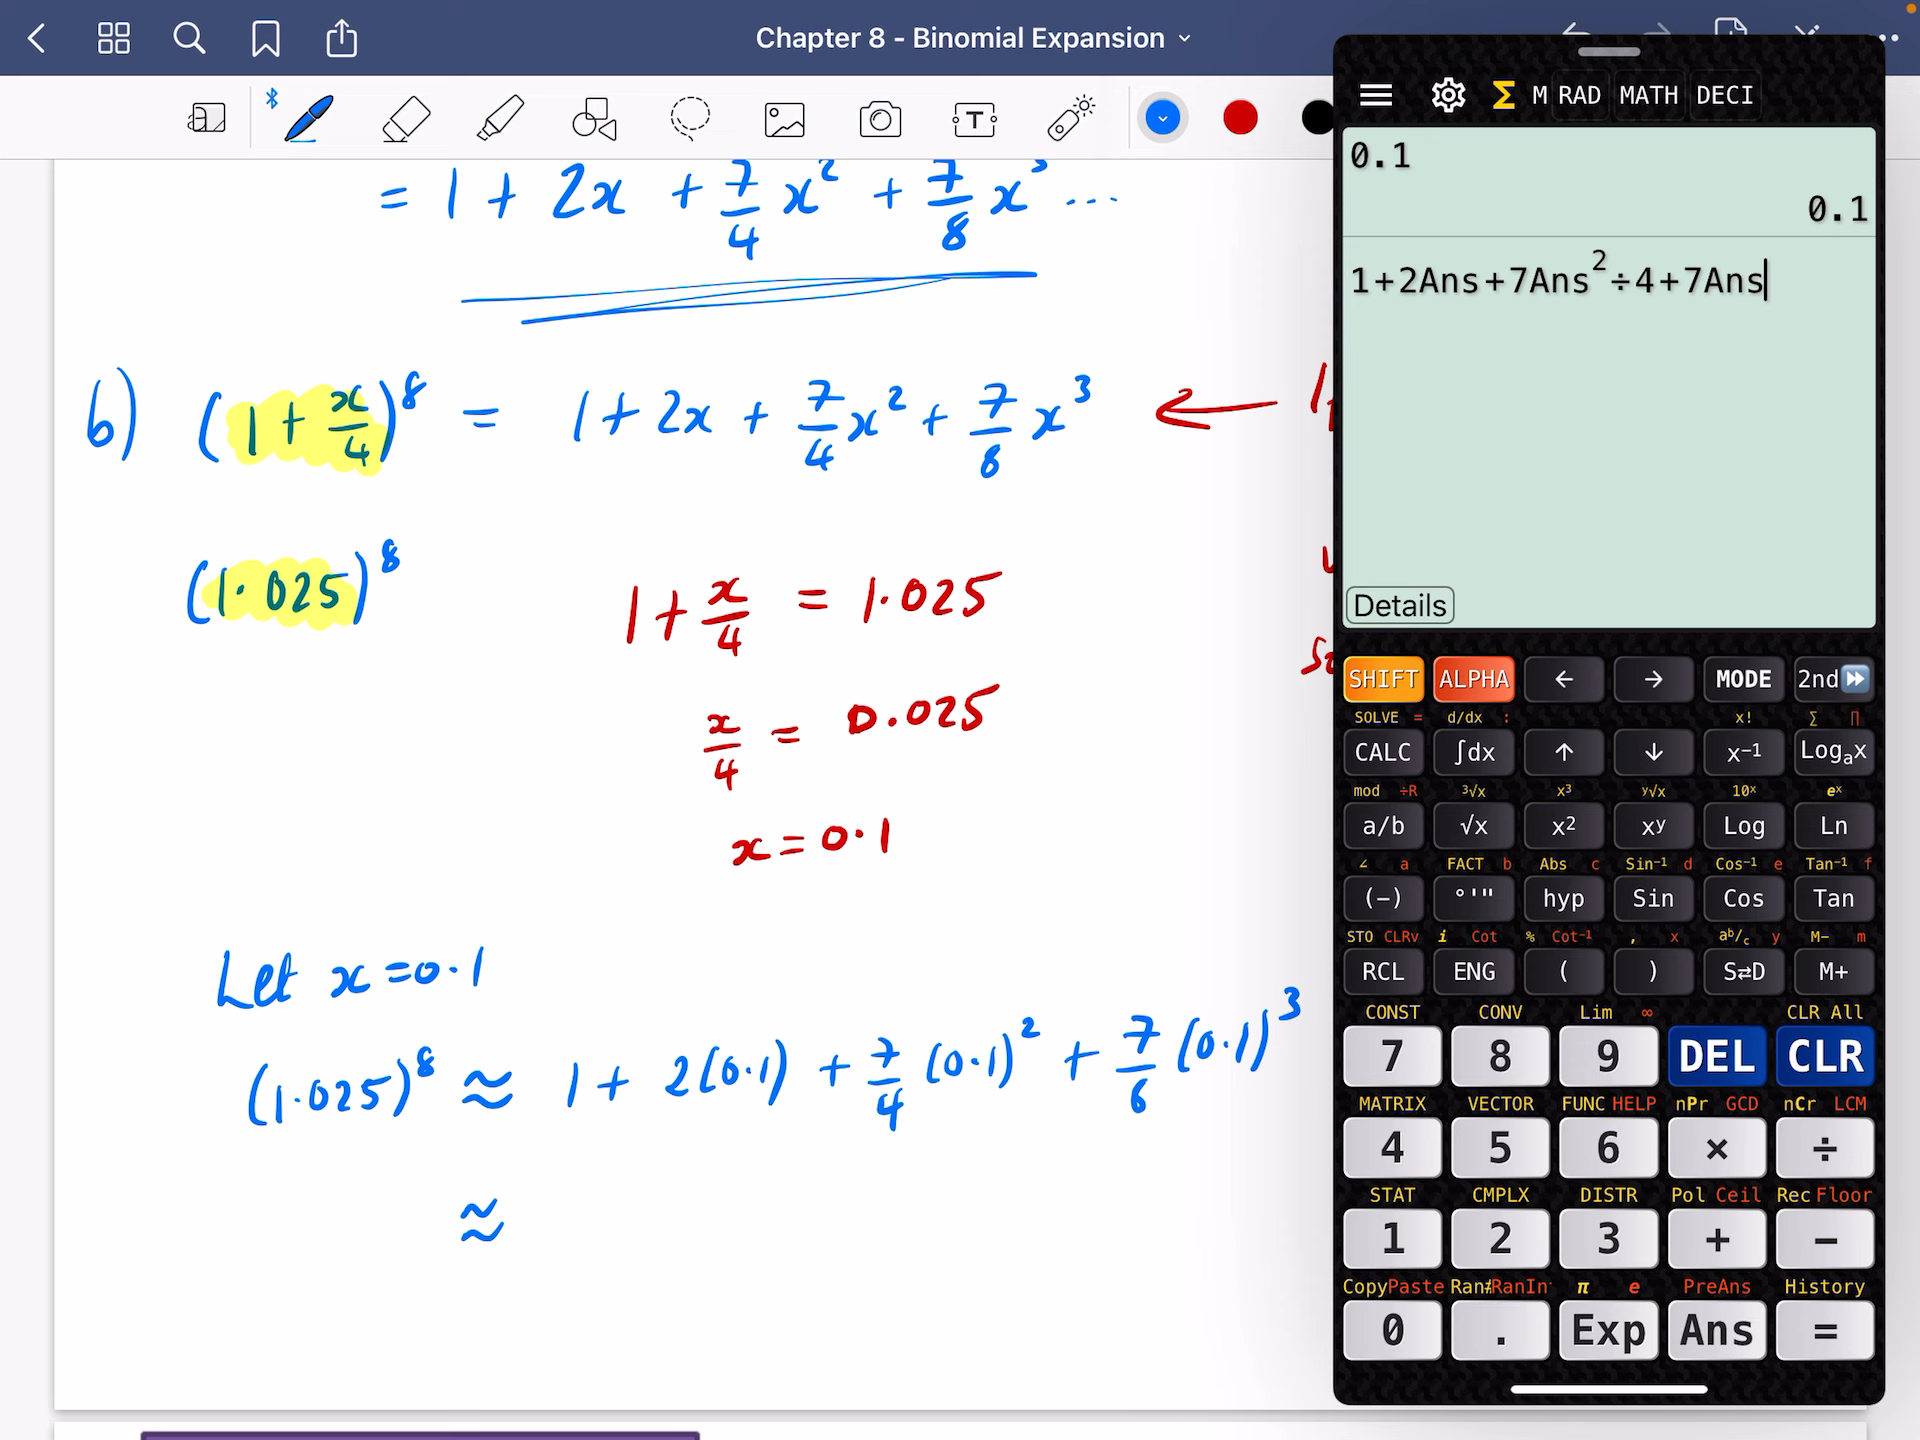 Chapter 8 - Binomial Expansion
T
= 1 + 2x + 7/4 x² + 7/8 x³ ...
b) (1 + x/4)⁸ = 1 + 2x + 7/4 x² + 7/8 x³ ←
(1.025)⁸
1 + x/4 = 1.025
x/4 = 0.025
x = 0.1
Let x = 0.1
(1.025)⁸ ≈ 1 + 2(0.1) + 7/4 (0.1)² + 7/6 (0.1)³
≈
Σ M RAD MATH DECI
0.1
0.1
1+2Ans+7Ans²÷4+7Ans
Details
SHIFT ALPHA ← → MODE 2nd
SOLVE = d/dx : x! ∑ ∏
CALC ∫dx ↑ ↓ x⁻¹ Logₐx
mod ÷R ³√x x³ ʸ√x 10ˣ eˣ
a/b √x x² xʸ Log Ln
∠ a FACT b Abs c Sin⁻¹ d Cos⁻¹ e Tan⁻¹ f
(−) °'" hyp Sin Cos Tan
STO CLRv i Cot % Cot⁻¹ , x aᵇ/c y M− m
RCL ENG ( ) S⇄D M+
CONST CONV Lim ∞ CLR All
7 8 9 DEL CLR
MATRIX VECTOR FUNC HELP nPr GCD nCr LCM
4 5 6 × ÷
STAT CMPLX DISTR Pol Ceil Rec Floor
1 2 3 + −
Copy Paste Ran# RanIn π e PreAns History
0 . Exp Ans =